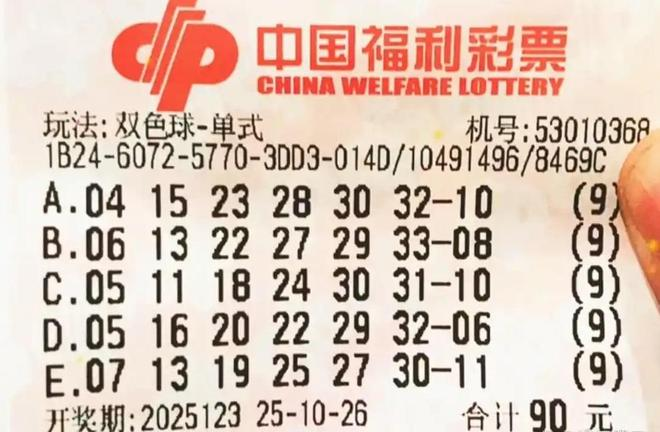 中国福利彩票
CHINA WELFARE LOTTERY
玩法:双色球-单式 机号:53010368
1B24-6072-5770-3DD3-014D/10491496/8469C
A.04 15 23 28 30 32-10 (9)
B.06 13 22 27 29 33-08 (9)
C.05 11 18 24 30 31-10 (9)
D.05 16 20 22 29 32-06 (9)
E.07 13 19 25 27 30-11 (9)
开奖期:2025123 25-10-26 合计 90 元